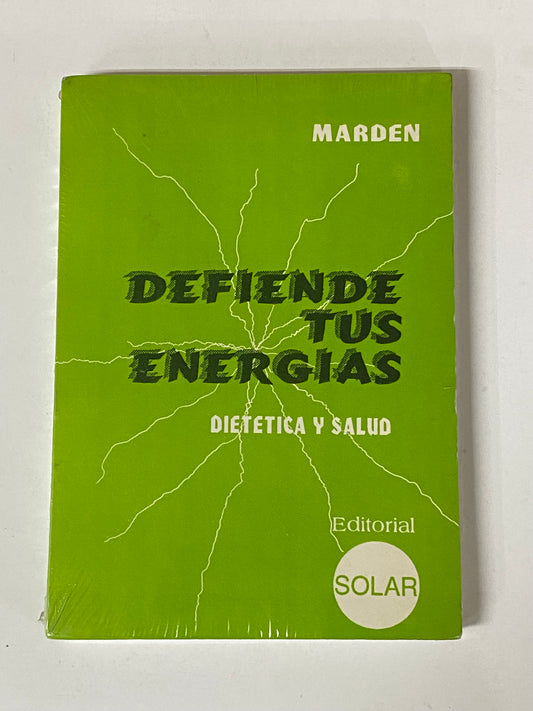 MARDEN
DEFIENDE
TUS
ENERGIAS
DIETETICA Y SALUD
Editorial
SOLAR